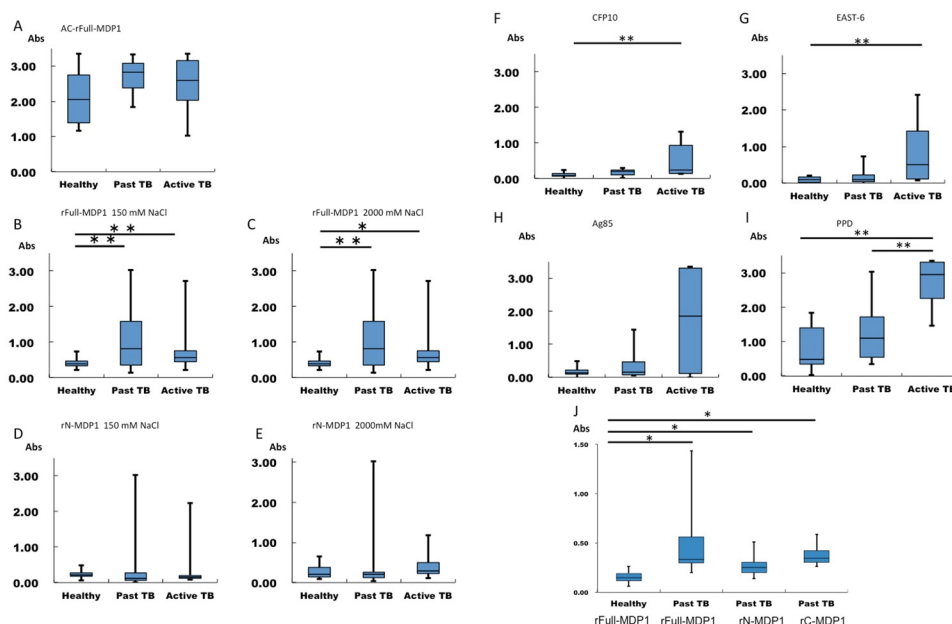 A
AC-rFull-MDP1
Abs
3.00
2.00
1.00
Healthy Past TB Active TB
F
CFP10
Abs
**
3.00
2.00
1.00
0.00
Healthy Past TB Active TB
G
EAST-6
Abs
**
3.00
2.00
1.00
0.00
Healthy Past TB Active TB
B
rFull-MDP1 150 mM NaCl
Abs
* *
* *
3.00
2.00
1.00
0.00
Healthy Past TB Active TB
C
rFull-MDP1 2000 mM NaCl
Abs
*
* *
3.00
2.00
1.00
0.00
Healthy Past TB Active TB
H
Ag85
Abs
3.00
2.00
1.00
0.00
Healthy Past TB Active TB
I
PPD
Abs
**
**
3.00
2.00
1.00
0.00
Healthy Past TB Active TB
D
rN-MDP1 150 mM NaCl
Abs
3.00
2.00
1.00
0.00
Healthy Past TB Active TB
E
rN-MDP1 2000mM NaCl
Abs
3.00
2.00
1.00
0.00
Healthy Past TB Active TB
J
Abs
*
*
*
1.50
1.00
0.50
0.00
Healthy Past TB Past TB Past TB
rFull-MDP1 rFull-MDP1 rN-MDP1 rC-MDP1